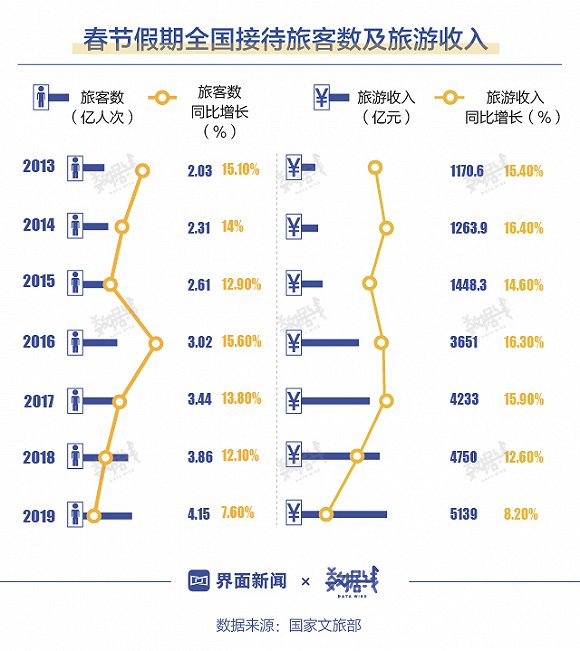 春节假期全国接待旅客数及旅游收入
旅客数
（亿人次）
旅客数
同比增长
（%）
旅游收入
（亿元）
旅游收入
同比增长（%）
2013 2.03 15.10% ¥ 1170.6 15.40%
2014 2.31 14% ¥ 1263.9 16.40%
2015 2.61 12.90% ¥ 1448.3 14.60%
2016 3.02 15.60% ¥ 3651 16.30%
2017 3.44 13.80% ¥ 4233 15.90%
2018 3.86 12.10% ¥ 4750 12.60%
2019 4.15 7.60% ¥ 5139 8.20%
界面新闻 × 数据线
DATA WIRE
数据来源：国家文旅部